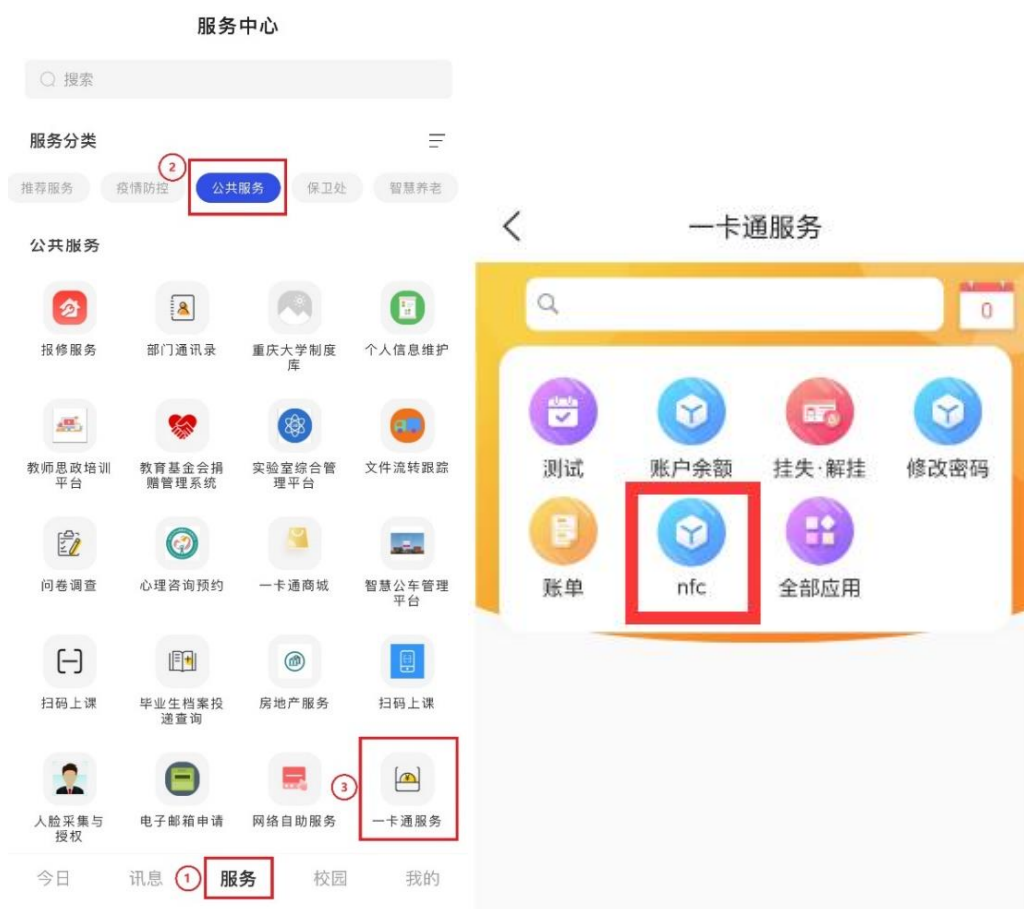 服务中心
搜索
服务分类
②
推荐服务 疫情防控 公共服务 保卫处 智慧养老
公共服务
报修服务 部门通讯录 重庆大学制度 个人信息维护
库
教师思政培训 教育基金会捐 实验室综合管 文件流转跟踪
平台 赠管理系统 理平台
问卷调查 心理咨询预约 一卡通商城 智慧公车管理
平台
扫码上课 毕业生档案投 房地产服务 扫码上课
递查询
③
人脸采集与 电子邮箱申请 网络自助服务 一卡通服务
授权
今日 讯息 ① 服务 校园 我的
一卡通服务
0
测试 账户余额 挂失·解挂 修改密码
账单 nfc 全部应用